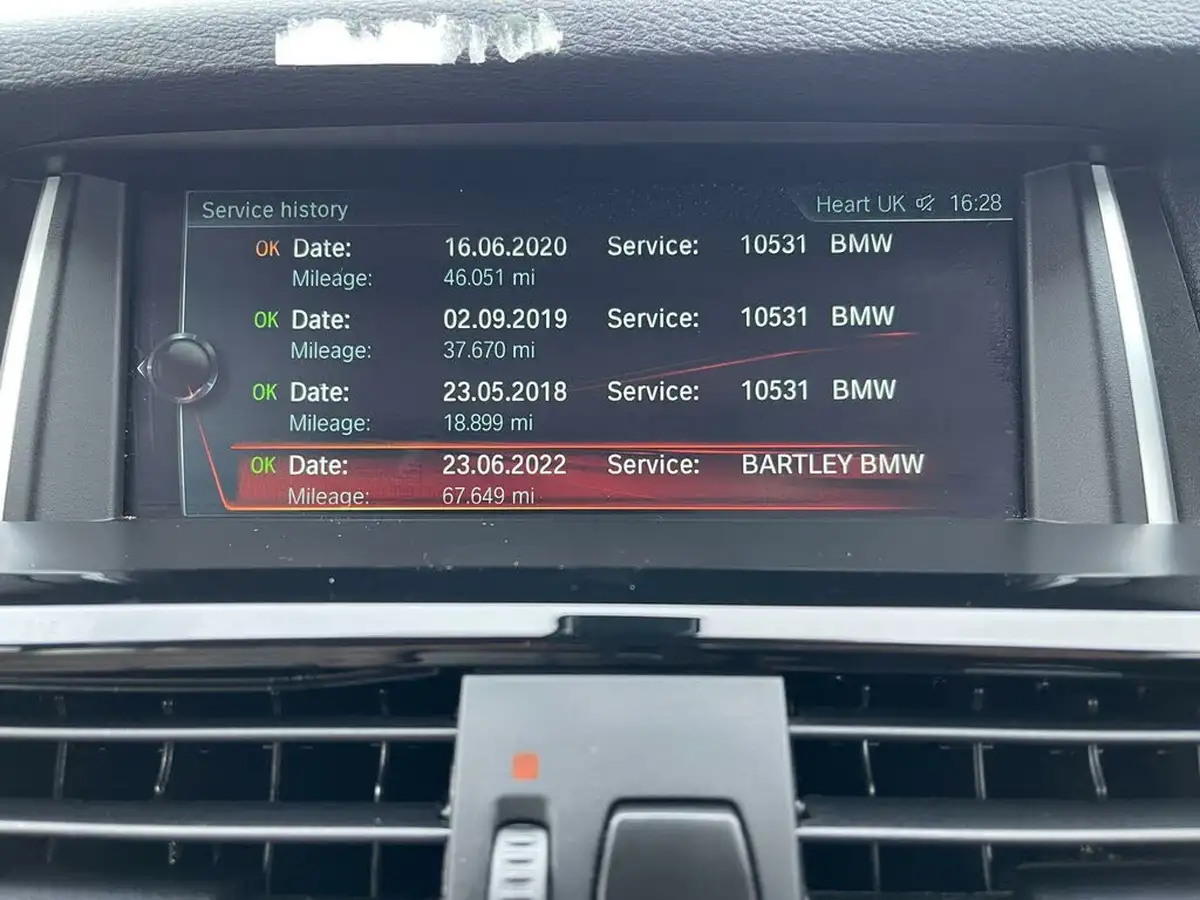 Service history Heart UK 16:28
OK Date: 16.06.2020 Service: 10531 BMW
Mileage: 46.051 mi
OK Date: 02.09.2019 Service: 10531 BMW
Mileage: 37.670 mi
OK Date: 23.05.2018 Service: 10531 BMW
Mileage: 18.899 mi
OK Date: 23.06.2022 Service: BARTLEY BMW
Mileage: 67.649 mi